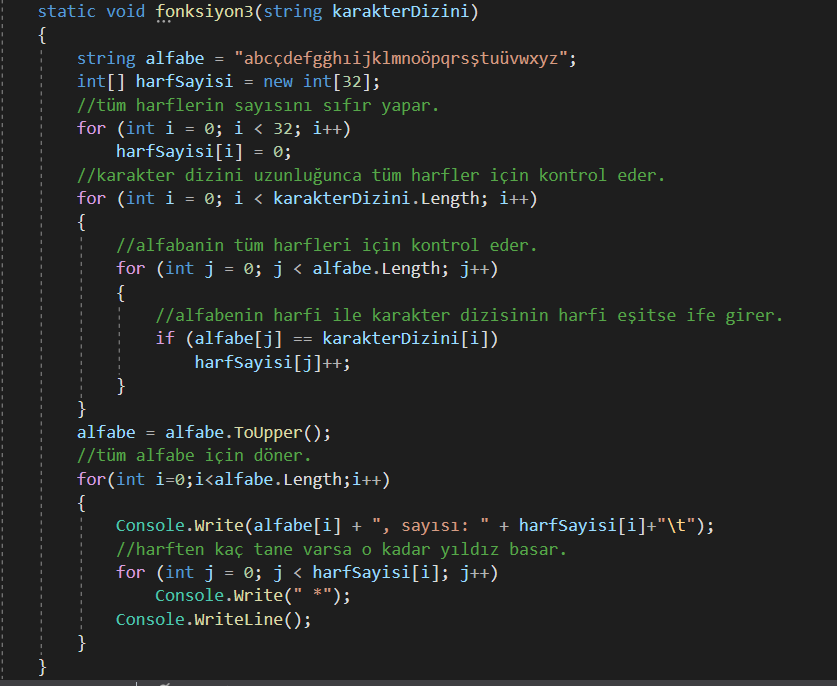 static void fonksiyon3(string karakterDizini)
{
string alfabe = "abcçdefgğhıijklmnoöpqrsştuüvwxyz";
int[] harfSayisi = new int[32];
//tüm harflerin sayısını sıfır yapar.
for (int i = 0; i < 32; i++)
harfSayisi[i] = 0;
//karakter dizini uzunluğunca tüm harfler için kontrol eder.
for (int i = 0; i < karakterDizini.Length; i++)
{
//alfabanin tüm harfleri için kontrol eder.
for (int j = 0; j < alfabe.Length; j++)
{
//alfabenin harfi ile karakter dizisinin harfi eşitse ife girer.
if (alfabe[j] == karakterDizini[i])
harfSayisi[j]++;
}
}
alfabe = alfabe.ToUpper();
//tüm alfabe için döner.
for(int i=0;i<alfabe.Length;i++)
{
Console.Write(alfabe[i] + ", sayısı: " + harfSayisi[i]+"\t");
//harften kaç tane varsa o kadar yıldız basar.
for (int j = 0; j < harfSayisi[i]; j++)
Console.Write(" *");
Console.WriteLine();
}
}